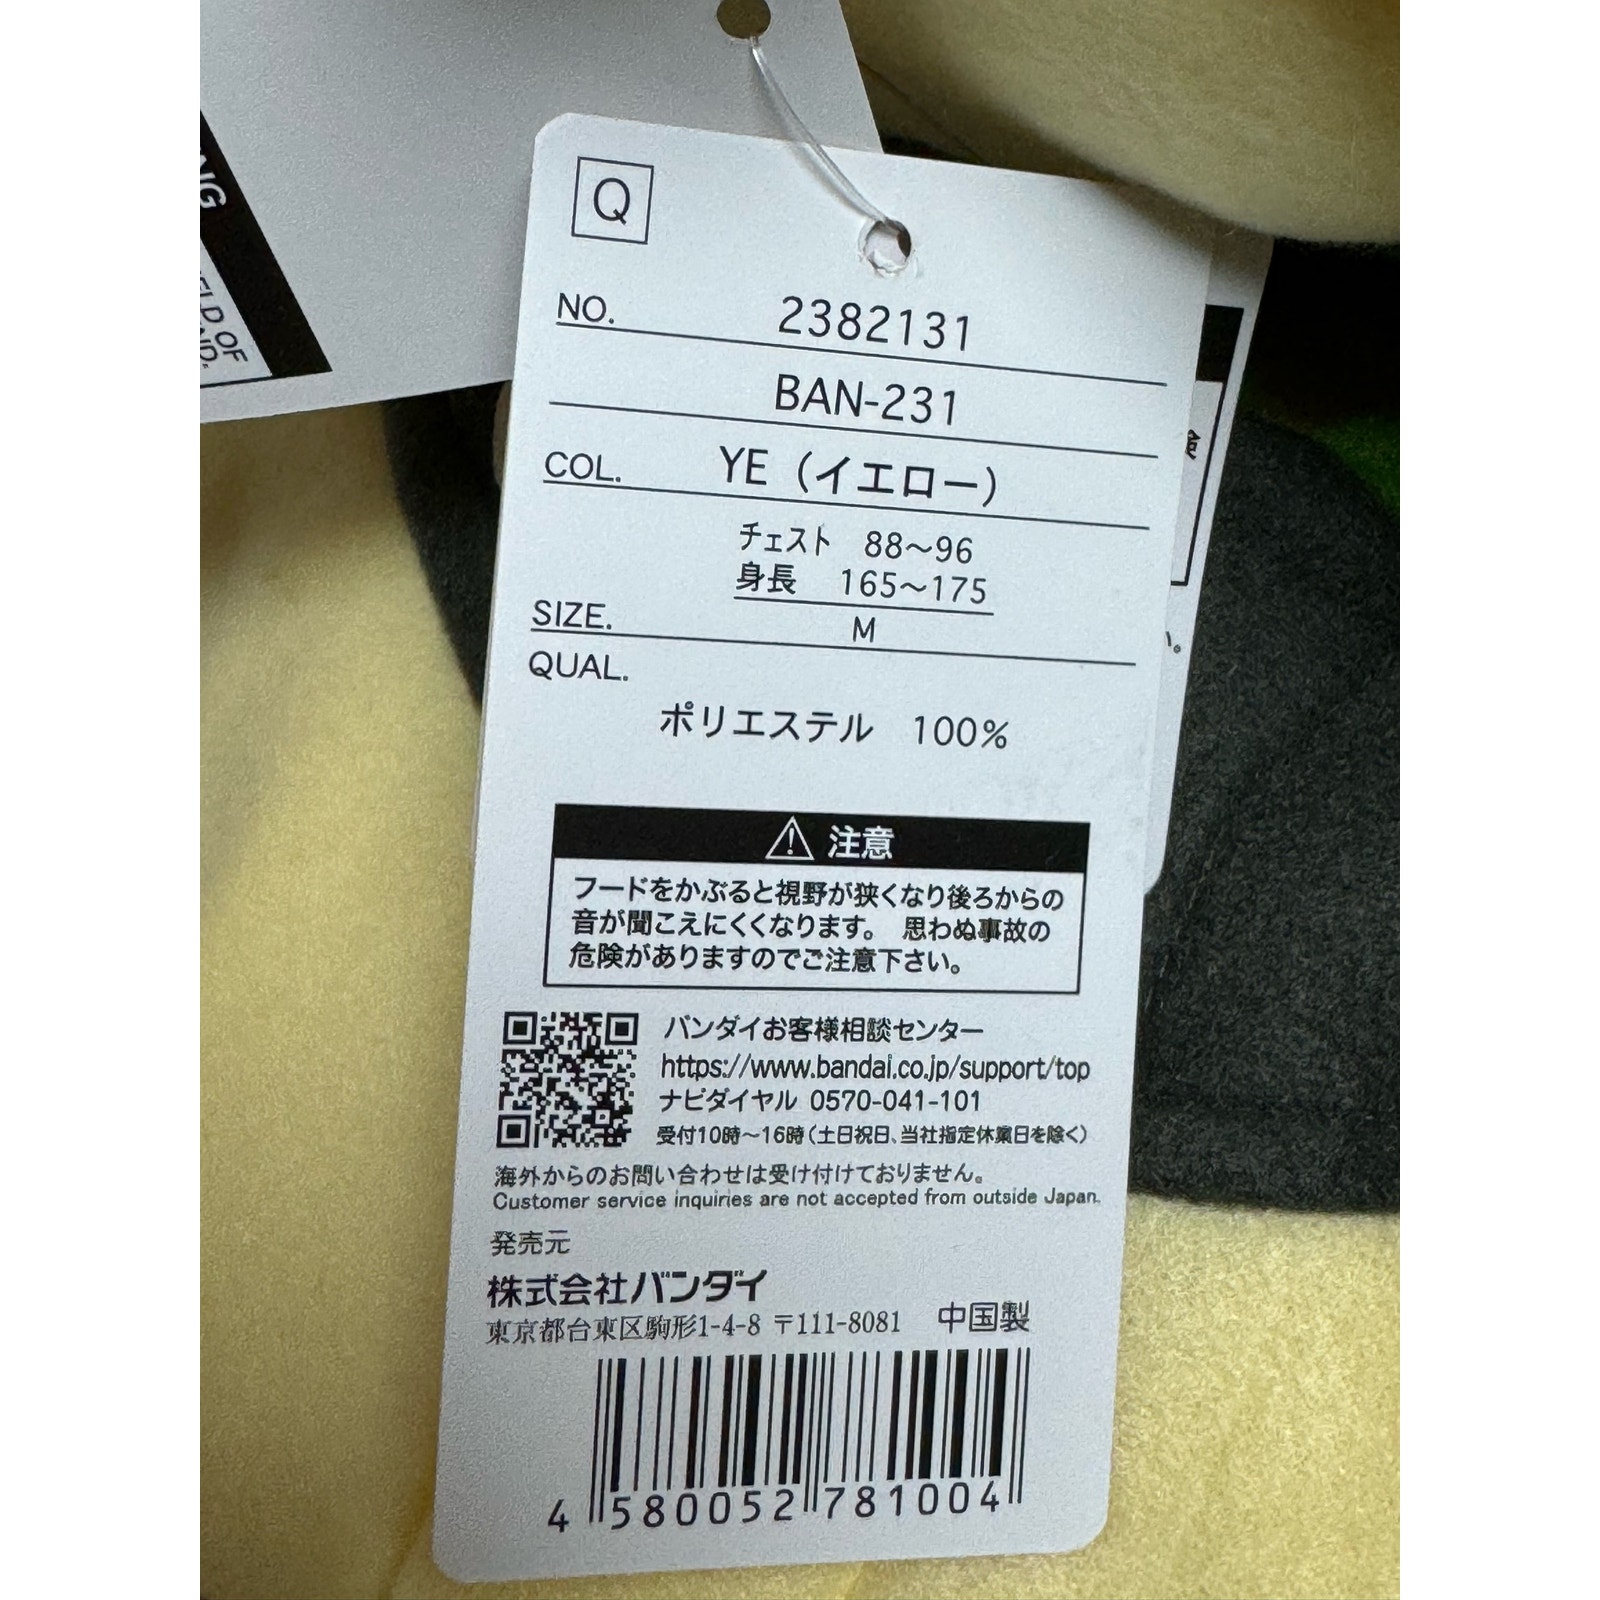 NG
ELD OF
AND.
Q
NO. 2382131
BAN-231
COL. YE（イエロー）
チェスト 88〜96
身長 165〜175
SIZE. M
QUAL.
ポリエステル 100%
注意
フードをかぶると視野が狭くなり後ろからの
音が聞こえにくくなります。 思わぬ事故の
危険がありますのでご注意下さい。
バンダイお客様相談センター
https://www.bandai.co.jp/support/top
ナビダイヤル 0570-041-101
受付10時〜16時（土日祝日、当社指定休業日を除く）
海外からのお問い合わせは受け付けておりません。
Customer service inquiries are not accepted from outside Japan.
発売元
株式会社バンダイ
東京都台東区駒形1-4-8 〒111-8081 中国製
4 580052 781004